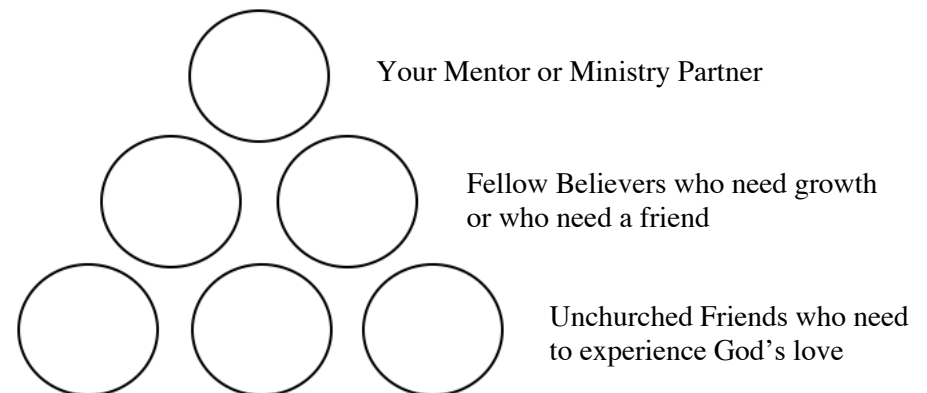 Your Mentor or Ministry Partner
Fellow Believers who need growth
or who need a friend
Unchurched Friends who need
to experience God’s love